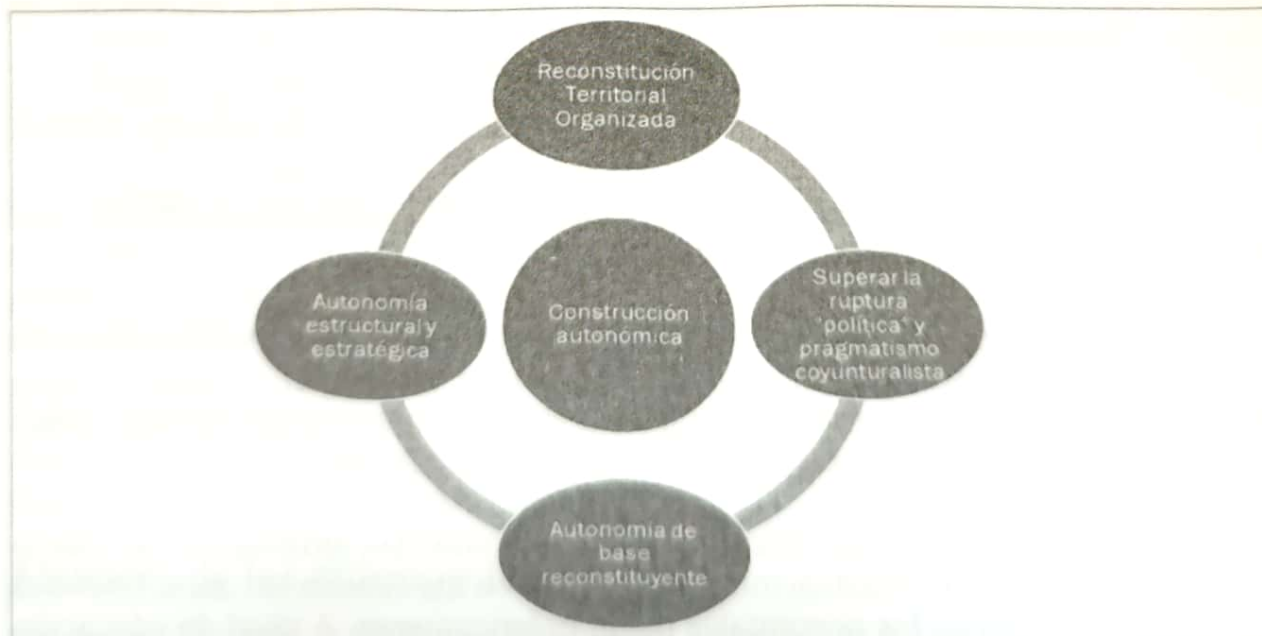 Reconstitución
Territorial
Organizada
Autonomía
estructural y
estratégica
Construcción
autonómica
Superar la
ruptura
"política" y
pragmatismo
coyunturalista
Autonomía de
base
reconstituyente